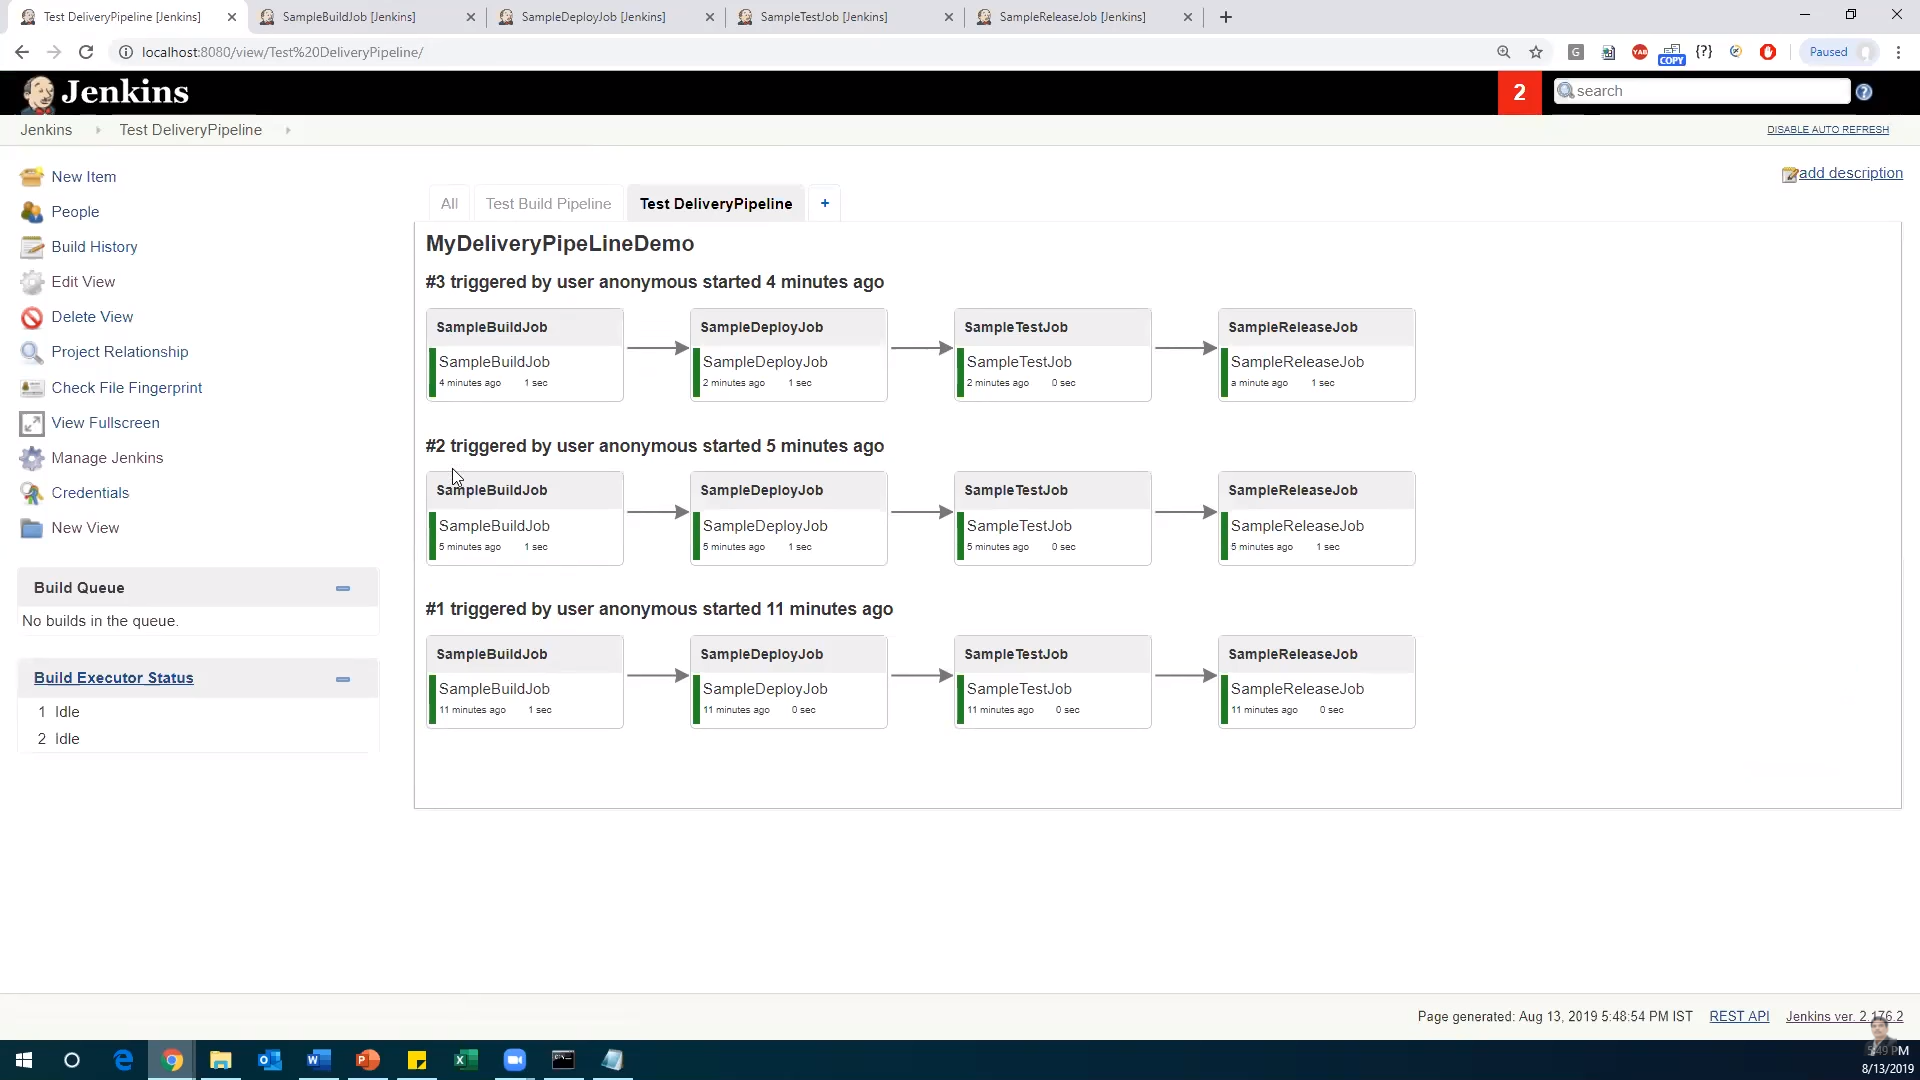 Test DeliveryPipeline [Jenkins]
SampleBuildJob [Jenkins]
SampleDeployJob [Jenkins]
SampleTestJob [Jenkins]
SampleReleaseJob [Jenkins]
localhost:8080/view/Test%20DeliveryPipeline/
G
YAB
COPY
{?}
Paused
Jenkins
2
search
Jenkins
Test DeliveryPipeline
DISABLE AUTO REFRESH
New Item
People
Build History
Edit View
Delete View
Project Relationship
Check File Fingerprint
View Fullscreen
Manage Jenkins
Credentials
New View
Build Queue
No builds in the queue.
Build Executor Status
1 Idle
2 Idle
add description
All
Test Build Pipeline
Test DeliveryPipeline
+
MyDeliveryPipeLineDemo
#3 triggered by user anonymous started 4 minutes ago
SampleBuildJob
SampleBuildJob
4 minutes ago 1 sec
SampleDeployJob
SampleDeployJob
2 minutes ago 1 sec
SampleTestJob
SampleTestJob
2 minutes ago 0 sec
SampleReleaseJob
SampleReleaseJob
a minute ago 1 sec
#2 triggered by user anonymous started 5 minutes ago
SampleBuildJob
SampleBuildJob
5 minutes ago 1 sec
SampleDeployJob
SampleDeployJob
5 minutes ago 1 sec
SampleTestJob
SampleTestJob
5 minutes ago 0 sec
SampleReleaseJob
SampleReleaseJob
5 minutes ago 1 sec
#1 triggered by user anonymous started 11 minutes ago
SampleBuildJob
SampleBuildJob
11 minutes ago 1 sec
SampleDeployJob
SampleDeployJob
11 minutes ago 0 sec
SampleTestJob
SampleTestJob
11 minutes ago 0 sec
SampleReleaseJob
SampleReleaseJob
11 minutes ago 0 sec
Page generated: Aug 13, 2019 5:48:54 PM IST
REST API
Jenkins ver. 2.176.2
5:49 PM
8/13/2019